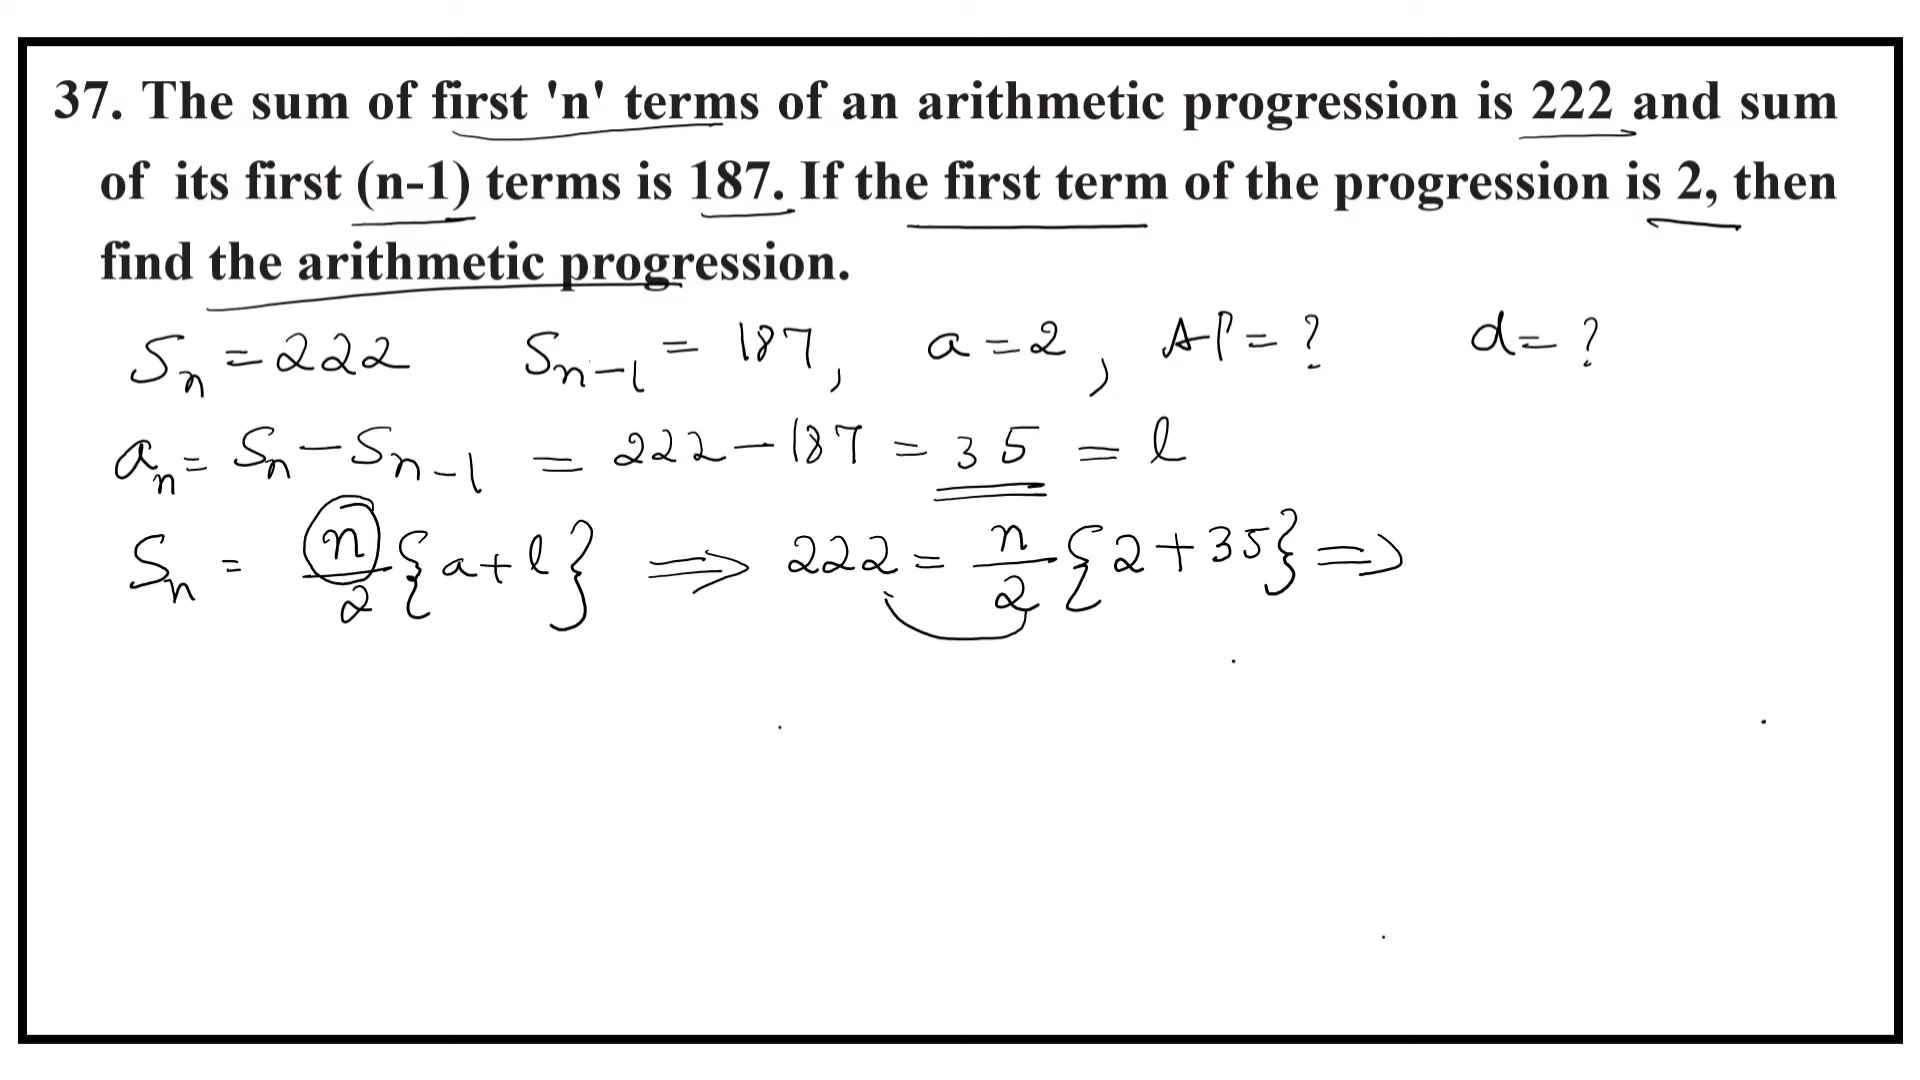 37. The sum of first 'n' terms of an arithmetic progression is 222 and sum
of its first (n-1) terms is 187. If the first term of the progression is 2, then
find the arithmetic progression.
Sn = 222 Sn-1 = 187, a = 2, AP = ? d = ?
an = Sn - Sn-1 = 222 - 187 = 35 = l
Sn = n/2 {a + l} ⟹ 222 = n/2 {2 + 35} ⟹